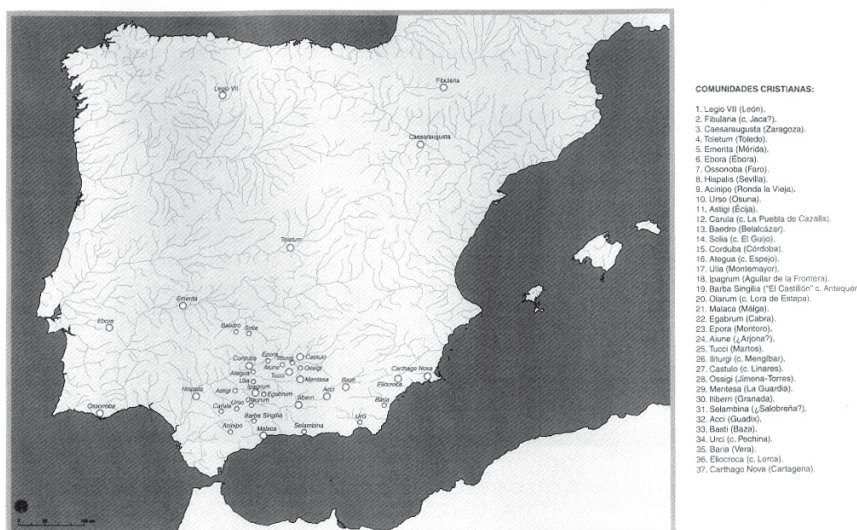 Legio VII
Fibularia
Caesaraugusta
Toletum
Emerita
Ebora
Baedro
Solia
Epora
Iliturgi
Castulo
Corduba
Aiune
Ossigi
Ategua
Tucci
Mentesa
Carthago Nova
Ulia
Basti
Eliocroca
Astigi
Ipagrum
Egabrum
Acci
Hispalis
Urso
Olaurum
Iliberri
Baria
Carula
Ossonoba
Barba Singilia
Urci
Acinipo
Malaca
Selambina
COMUNIDADES CRISTIANAS:
1. Legio VII (León).
2. Fibularia (c. Jaca?).
3. Caesaraugusta (Zaragoza).
4. Toletum (Toledo).
5. Emerita (Mérida).
6. Ebora (Ébora).
7. Ossonoba (Faro).
8. Hispalis (Sevilla).
9. Acinipo (Ronda la Vieja).
10. Urso (Osuna).
11. Astigi (Écija).
12. Carula (c. La Puebla de Cazalla).
13. Baedro (Belalcázar).
14. Solia (c. El Guijo).
15. Corduba (Córdoba).
16. Ategua (c. Espejo).
17. Ulia (Montemayor).
18. Ipagrum (Aguilar de la Frontera).
19. Barba Singilia ("El Castillón" c. Antequer
20. Olarum (c. Lora de Estepa).
21. Malaca (Málga).
22. Egabrum (Cabra).
23. Epora (Montoro).
24. Aiune (¿Arjona?).
25. Tucci (Martos).
26. Iliturgi (c. Mengíbar).
27. Castulo (c. Linares).
28. Ossigi (Jimena-Torres).
29. Mentesa (La Guardia).
30. Iliberri (Granada).
31. Selambina (¿Salobreña?).
32. Acci (Guadix).
33. Basti (Baza).
34. Urci (c. Pechina).
35. Baria (Vera).
36. Eliocroca (c. Lorca).
37. Carthago Nova (Cartagena).